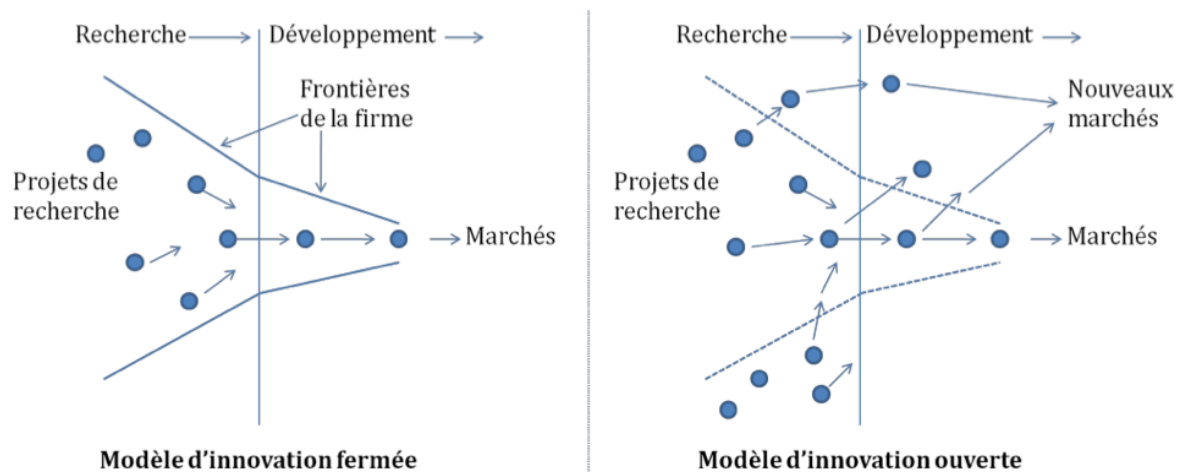 Recherche
Développement
Frontières
de la firme
Projets de
recherche
Marchés
Modèle d'innovation fermée
Recherche
Développement
Nouveaux
marchés
Projets de
recherche
Marchés
Modèle d'innovation ouverte